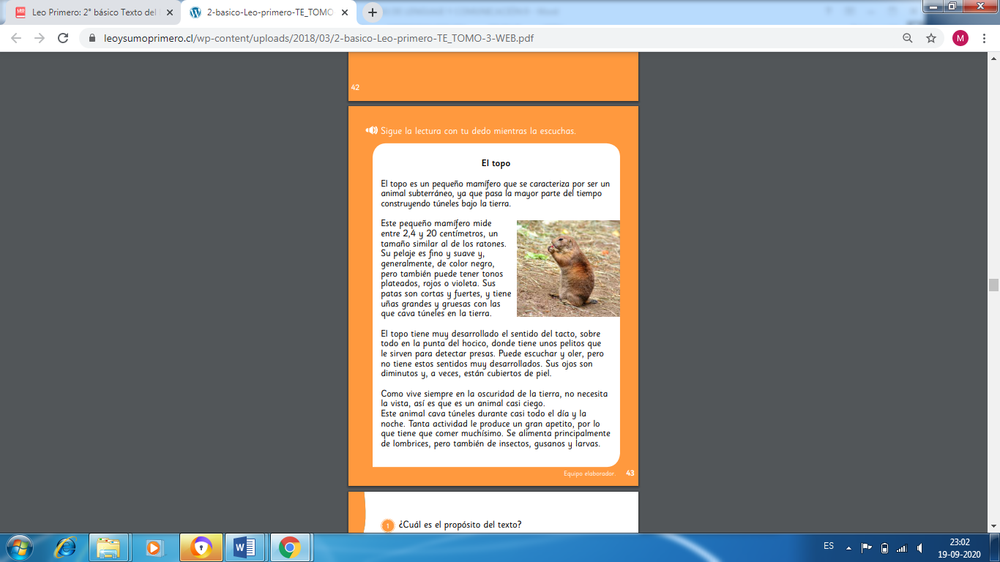 Leo Primero: 2° básico Texto del
2-basico-Leo-primero-TE_TOMO-
leoysumoprimero.cl/wp-content/uploads/2018/03/2-basico-Leo-primero-TE_TOMO-3-WEB.pdf
M
42
Sigue la lectura con tu dedo mientras la escuchas.
El topo
El topo es un pequeño mamífero que se caracteriza por ser un
animal subterráneo, ya que pasa la mayor parte del tiempo
construyendo túneles bajo la tierra.
Este pequeño mamífero mide
entre 2,4 y 20 centímetros, un
tamaño similar al de los ratones.
Su pelaje es fino y suave y,
generalmente, de color negro,
pero también puede tener tonos
plateados, rojos o violeta. Sus
patas son cortas y fuertes, y tiene
uñas grandes y gruesas con las
que cava túneles en la tierra.
El topo tiene muy desarrollado el sentido del tacto, sobre
todo en la punta del hocico, donde tiene unos pelitos que
le sirven para detectar presas. Puede escuchar y oler, pero
no tiene estos sentidos muy desarrollados. Sus ojos son
diminutos y, a veces, están cubiertos de piel.
Como vive siempre en la oscuridad de la tierra, no necesita
la vista, así es que es un animal casi ciego.
Este animal cava túneles durante casi todo el día y la
noche. Tanta actividad le produce un gran apetito, por lo
que tiene que comer muchísimo. Se alimenta principalmente
de lombrices, pero también de insectos, gusanos y larvas.
Equipo elaborador. 43
1 ¿Cuál es el propósito del texto?
ES
23:02
19-09-2020